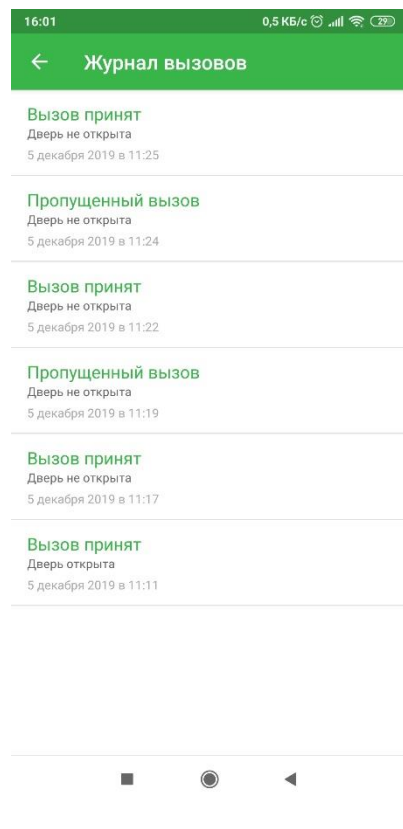 16:01 0,5 КБ/с 29
Журнал вызовов
Вызов принят
Дверь не открыта
5 декабря 2019 в 11:25
Пропущенный вызов
Дверь не открыта
5 декабря 2019 в 11:24
Вызов принят
Дверь не открыта
5 декабря 2019 в 11:22
Пропущенный вызов
Дверь не открыта
5 декабря 2019 в 11:19
Вызов принят
Дверь не открыта
5 декабря 2019 в 11:17
Вызов принят
Дверь открыта
5 декабря 2019 в 11:11